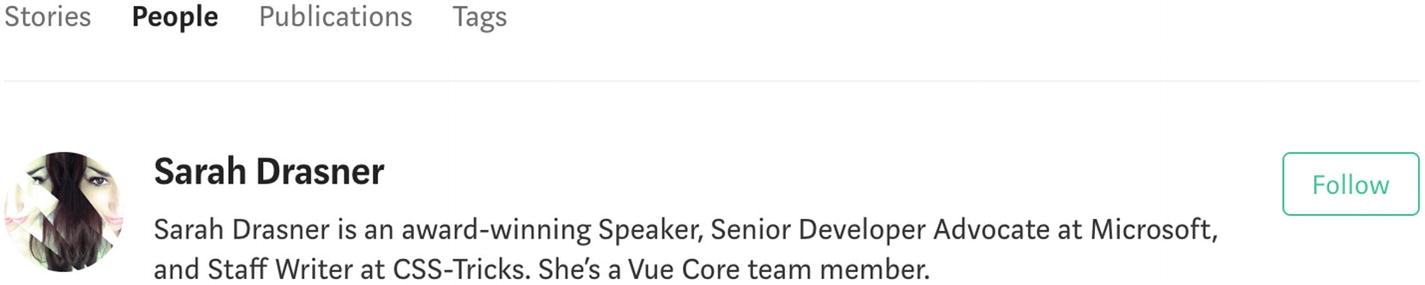 Stories People Publications Tags
Sarah Drasner
Follow
Sarah Drasner is an award-winning Speaker, Senior Developer Advocate at Microsoft,
and Staff Writer at CSS-Tricks. She’s a Vue Core team member.